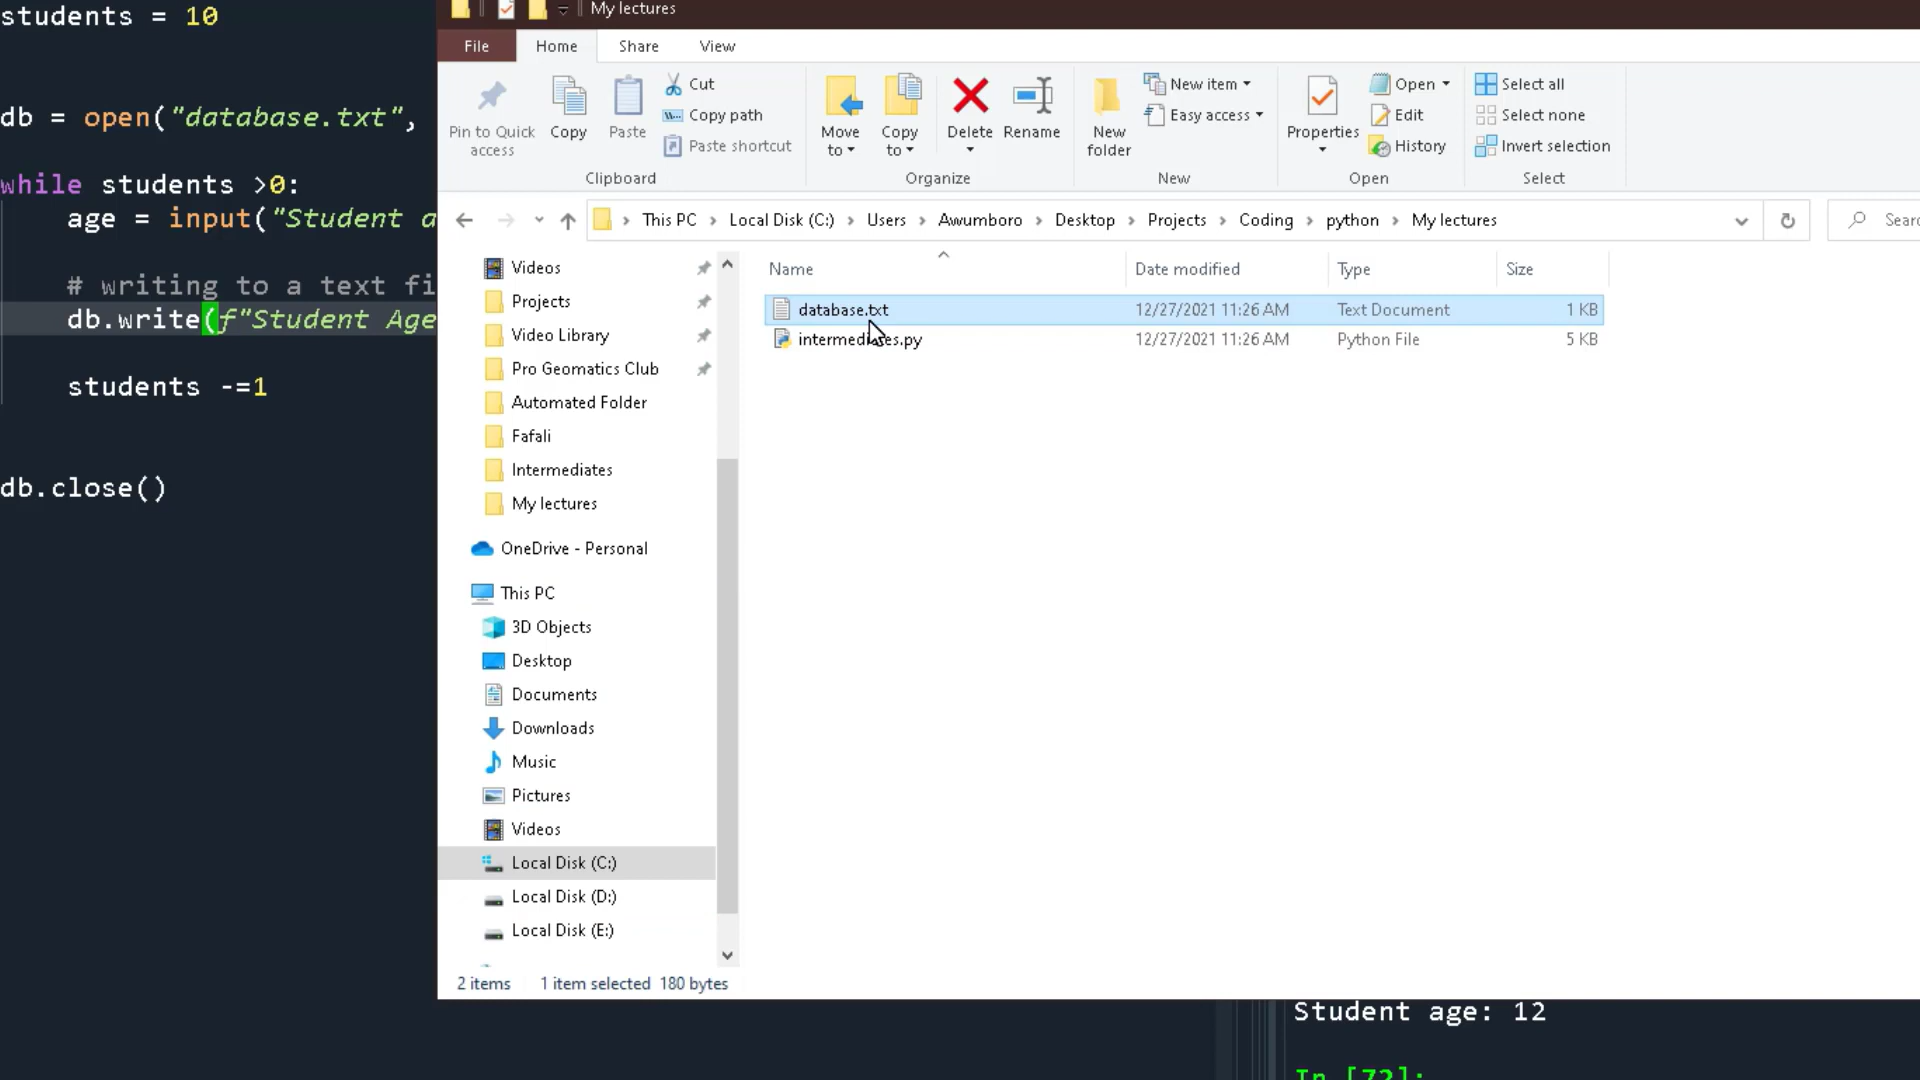 students = 10
db = open("database.txt",
while students >0:
age = input("Student a
# writing to a text fi
db.write(f"Student Age
students -=1
db.close()
My lectures
File Home Share View
Pin to Quick access
Copy
Paste
Cut
Copy path
Paste shortcut
Clipboard
Move to
Copy to
Delete
Rename
Organize
New folder
New item
Easy access
New
Properties
Open
Edit
History
Open
Select all
Select none
Invert selection
Select
This PC > Local Disk (C:) > Users > Awumboro > Desktop > Projects > Coding > python > My lectures
Sear
Videos
Projects
Video Library
Pro Geomatics Club
Automated Folder
Fafali
Intermediates
My lectures
OneDrive - Personal
This PC
3D Objects
Desktop
Documents
Downloads
Music
Pictures
Videos
Local Disk (C:)
Local Disk (D:)
Local Disk (E:)
Name Date modified Type Size
database.txt 12/27/2021 11:26 AM Text Document 1 KB
intermediates.py 12/27/2021 11:26 AM Python File 5 KB
2 items 1 item selected 180 bytes
Student age: 12
In [72]: